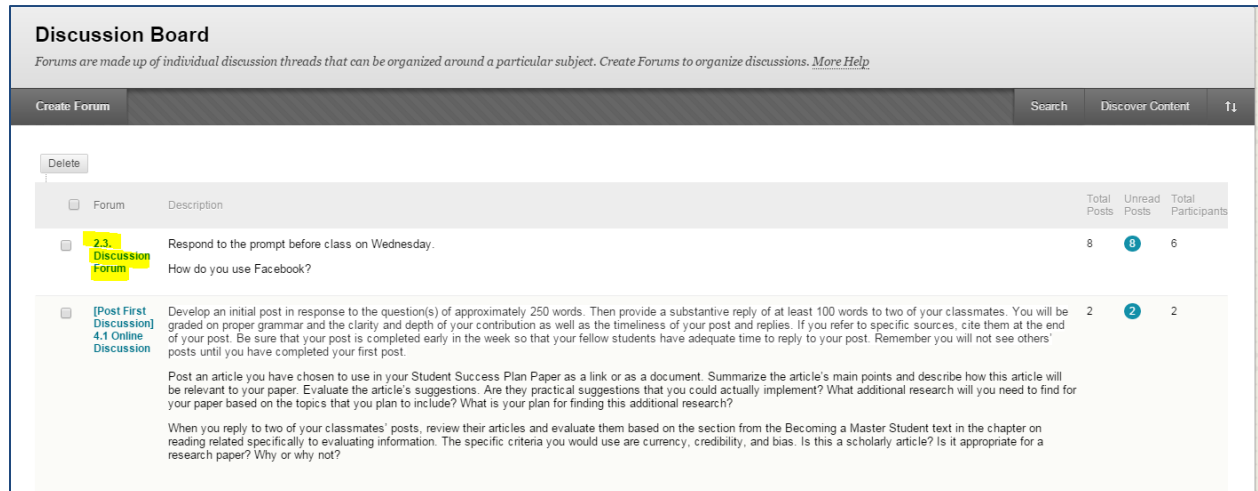 Discussion Board
Forums are made up of individual discussion threads that can be organized around a particular subject. Create Forums to organize discussions. More Help
Create Forum
Search
Discover Content
↑↓
Delete
Forum
Description
Total Posts
Unread Posts
Total Participants
2.3.
Discussion
Forum
Respond to the prompt before class on Wednesday.
How do you use Facebook?
8
8
6
[Post First
Discussion]
4.1 Online
Discussion
Develop an initial post in response to the question(s) of approximately 250 words. Then provide a substantive reply of at least 100 words to two of your classmates. You will be
graded on proper grammar and the clarity and depth of your contribution as well as the timeliness of your post and replies. If you refer to specific sources, cite them at the end
of your post. Be sure that your post is completed early in the week so that your fellow students have adequate time to reply to your post. Remember you will not see others'
posts until you have completed your first post.
2
2
2
Post an article you have chosen to use in your Student Success Plan Paper as a link or as a document. Summarize the article's main points and describe how this article will
be relevant to your paper. Evaluate the article's suggestions. Are they practical suggestions that you could actually implement? What additional research will you need to find for
your paper based on the topics that you plan to include? What is your plan for finding this additional research?
When you reply to two of your classmates' posts, review their articles and evaluate them based on the section from the Becoming a Master Student text in the chapter on
reading related specifically to evaluating information. The specific criteria you would use are currency, credibility, and bias. Is this a scholarly article? Is it appropriate for a
research paper? Why or why not?